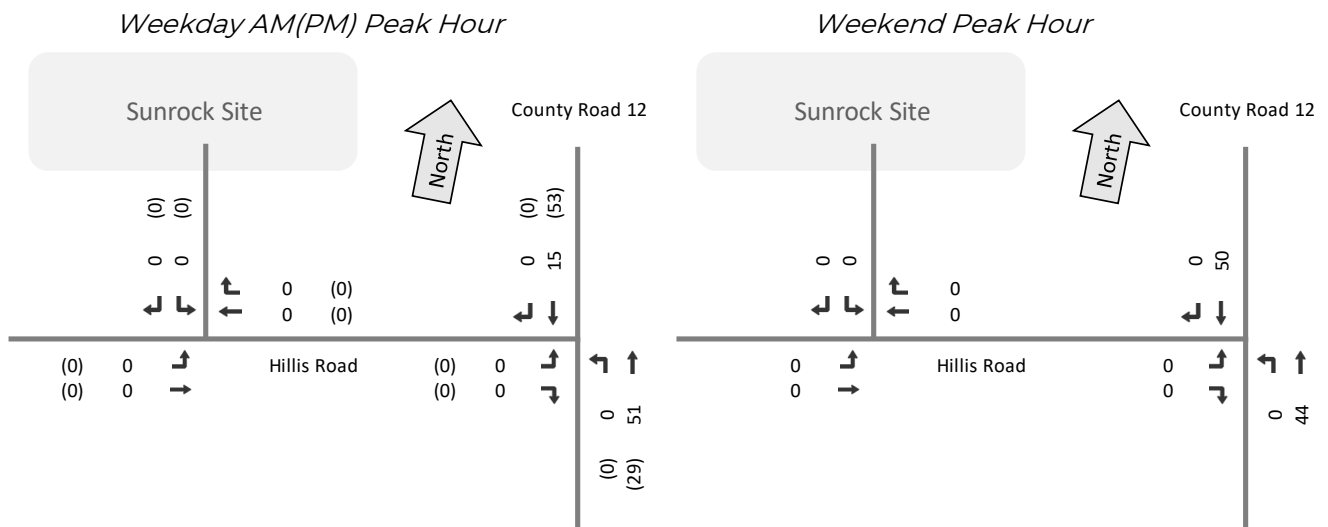 Weekday AM(PM) Peak Hour
Weekend Peak Hour
Sunrock Site
North
County Road 12
(0) (0)
0 0
(0) (53)
0 15
0 (0)
0 (0)
(0) 0
(0) 0
Hillis Road
(0) 0
(0) 0
0 51
(0) (29)
Sunrock Site
North
County Road 12
0 0
0 50
0
0
0
0
Hillis Road
0
0
0 44